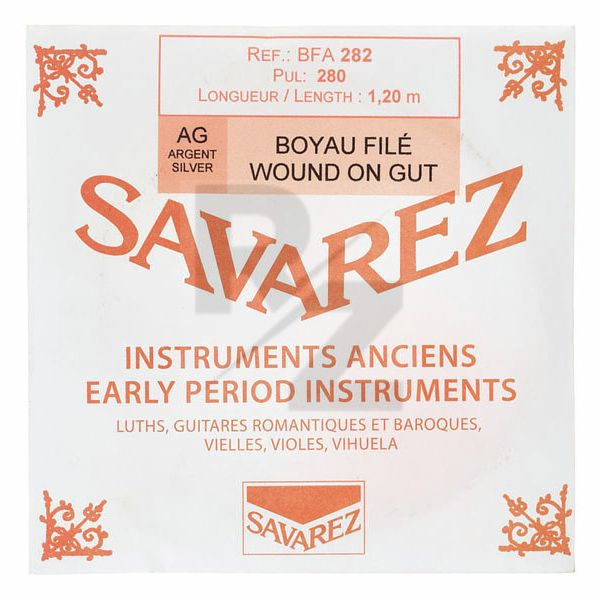 REF.: BFA 282
PUL: 280
LONGUEUR / LENGTH : 1,20 m
AG
ARGENT
SILVER
BOYAU FILÉ
WOUND ON GUT
SAVAREZ
RZ
INSTRUMENTS ANCIENS
EARLY PERIOD INSTRUMENTS
LUTHS, GUITARES ROMANTIQUES ET BAROQUES,
VIELLES, VIOLES, VIHUELA
SAVAREZ